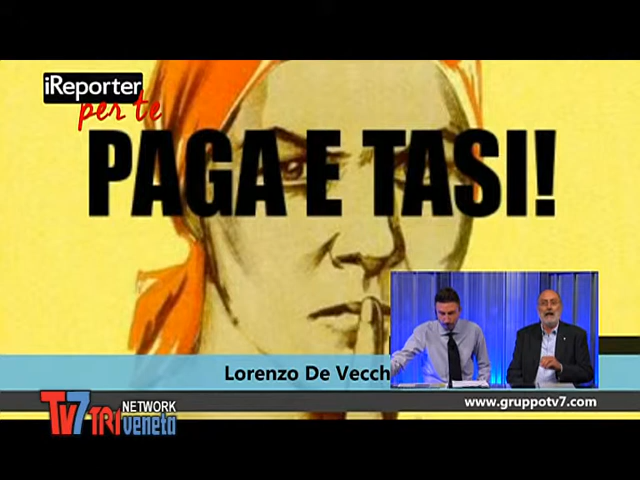 iReporter
per te
PAGA E TASI!
Lorenzo De Vecch
www.gruppotv7.com
TV7 TRIveneta NETWORK